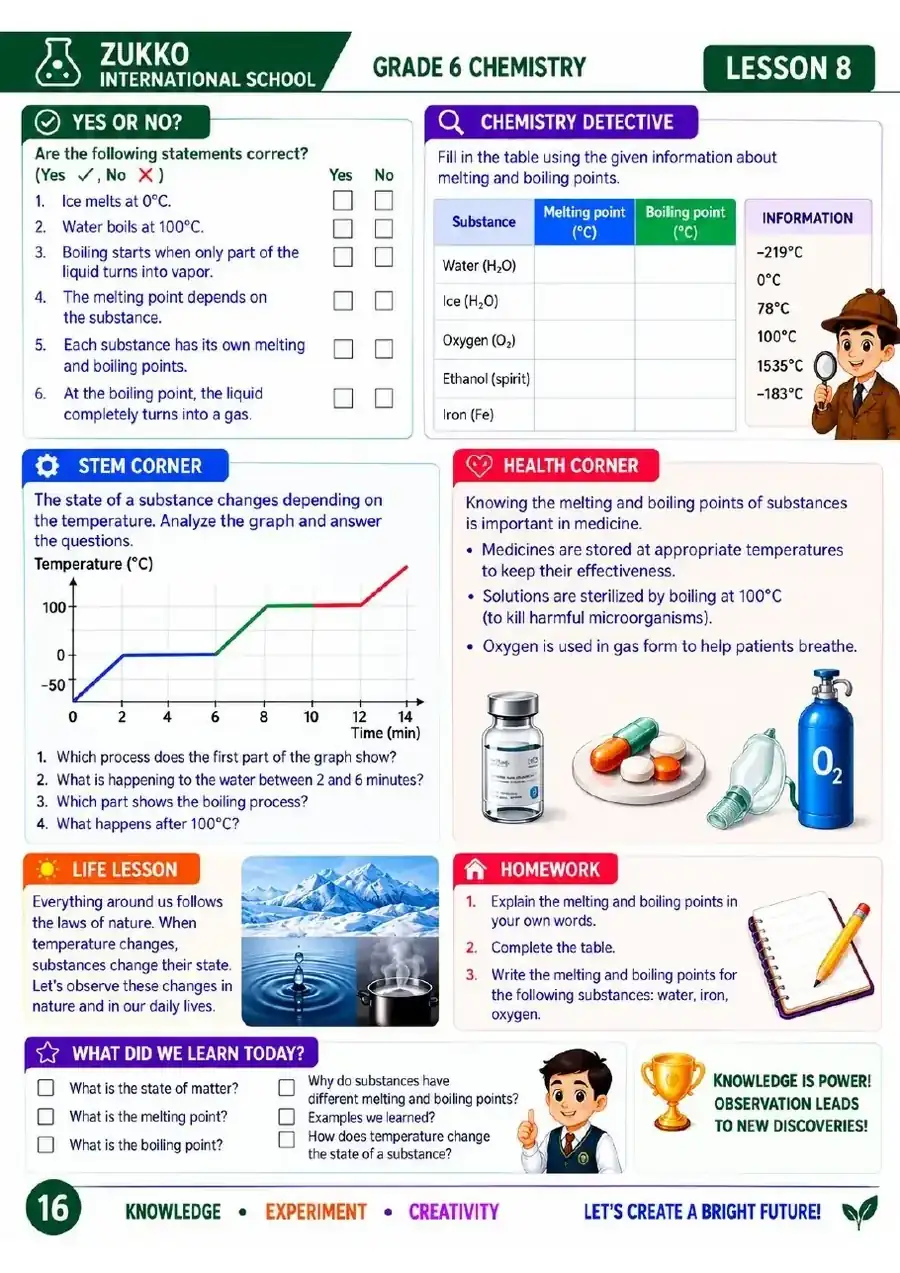 ZUKKO
INTERNATIONAL SCHOOL
GRADE 6 CHEMISTRY
LESSON 8
YES OR NO?
Are the following statements correct?
(Yes ✓, No ✗)
Yes No
1. Ice melts at 0°C.
2. Water boils at 100°C.
3. Boiling starts when only part of the
liquid turns into vapor.
4. The melting point depends on
the substance.
5. Each substance has its own melting
and boiling points.
6. At the boiling point, the liquid
completely turns into a gas.
CHEMISTRY DETECTIVE
Fill in the table using the given information about
melting and boiling points.
Substance
Melting point
(°C)
Boiling point
(°C)
Water (H₂O)
Ice (H₂O)
Oxygen (O₂)
Ethanol (spirit)
Iron (Fe)
INFORMATION
–219°C
0°C
78°C
100°C
1535°C
–183°C
STEM CORNER
The state of a substance changes depending on
the temperature. Analyze the graph and answer
the questions.
Temperature (°C)
100
0
–50
0 2 4 6 8 10 12 14
Time (min)
1. Which process does the first part of the graph show?
2. What is happening to the water between 2 and 6 minutes?
3. Which part shows the boiling process?
4. What happens after 100°C?
HEALTH CORNER
Knowing the melting and boiling points of substances
is important in medicine.
• Medicines are stored at appropriate temperatures
to keep their effectiveness.
• Solutions are sterilized by boiling at 100°C
(to kill harmful microorganisms).
• Oxygen is used in gas form to help patients breathe.
O₂
LIFE LESSON
Everything around us follows
the laws of nature. When
temperature changes,
substances change their state.
Let's observe these changes in
nature and in our daily lives.
HOMEWORK
1. Explain the melting and boiling points in
your own words.
2. Complete the table.
3. Write the melting and boiling points for
the following substances: water, iron,
oxygen.
WHAT DID WE LEARN TODAY?
What is the state of matter?
What is the melting point?
What is the boiling point?
Why do substances have
different melting and boiling points?
Examples we learned?
How does temperature change
the state of a substance?
KNOWLEDGE IS POWER!
OBSERVATION LEADS
TO NEW DISCOVERIES!
16
KNOWLEDGE • EXPERIMENT • CREATIVITY
LET'S CREATE A BRIGHT FUTURE!